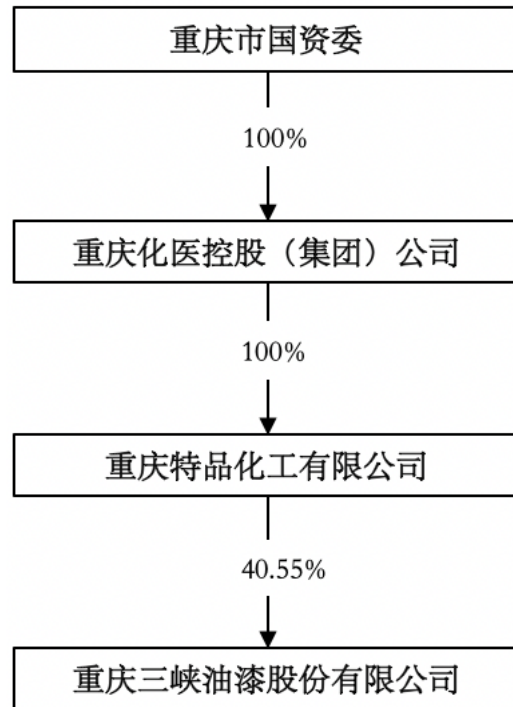 重庆市国资委
100%
重庆化医控股（集团）公司
100%
重庆特品化工有限公司
40.55%
重庆三峡油漆股份有限公司